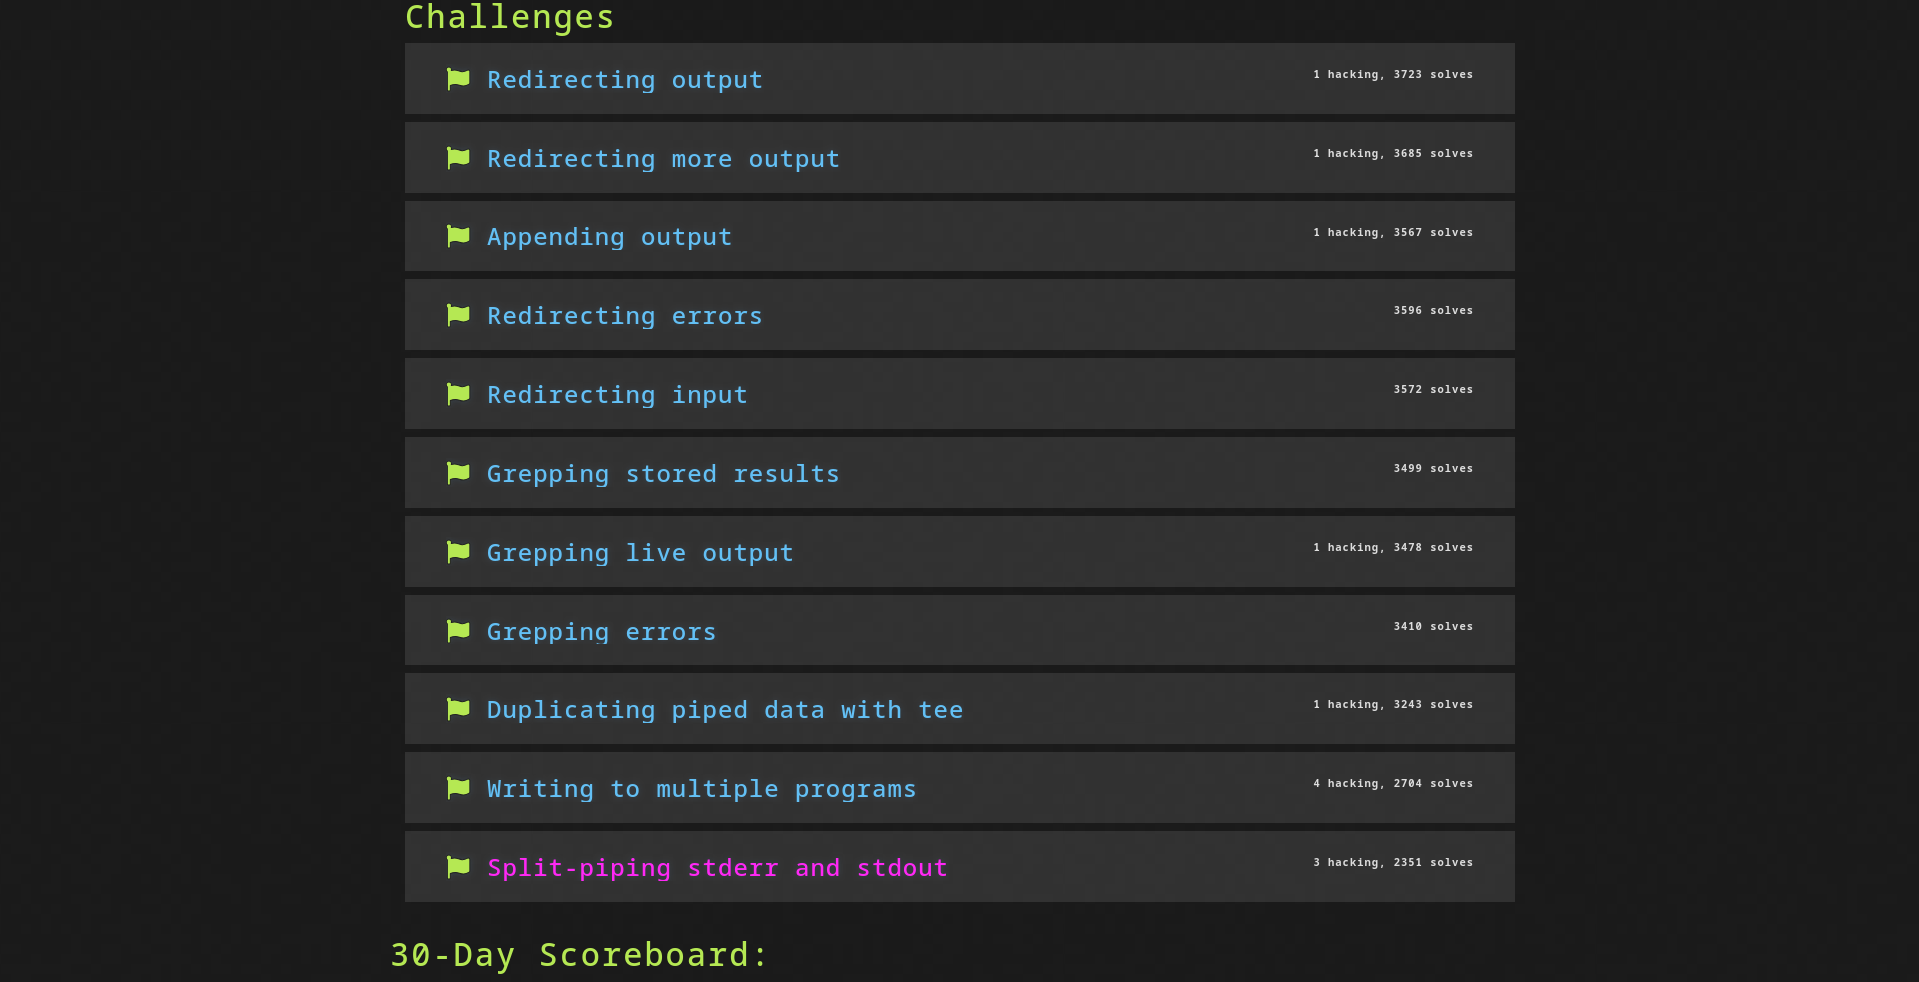 Challenges
Redirecting output 1 hacking, 3723 solves
Redirecting more output 1 hacking, 3685 solves
Appending output 1 hacking, 3567 solves
Redirecting errors 3596 solves
Redirecting input 3572 solves
Grepping stored results 3499 solves
Grepping live output 1 hacking, 3478 solves
Grepping errors 3410 solves
Duplicating piped data with tee 1 hacking, 3243 solves
Writing to multiple programs 4 hacking, 2704 solves
Split-piping stderr and stdout 3 hacking, 2351 solves
30-Day Scoreboard: